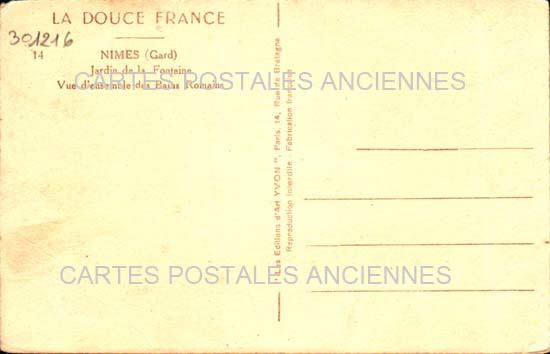 LA DOUCE FRANCE
301216
14 NIMES (Gard)
Jardin de la Fontaine
Vue d'ensemble des Bains Romains
CARTES POSTALES ANCIENNES
"Les Editions d'Art YVON", Paris, 14, Rue de Bretagne
Reproduction Interdite Fabrication française
CARTES POSTALES ANCIENNES